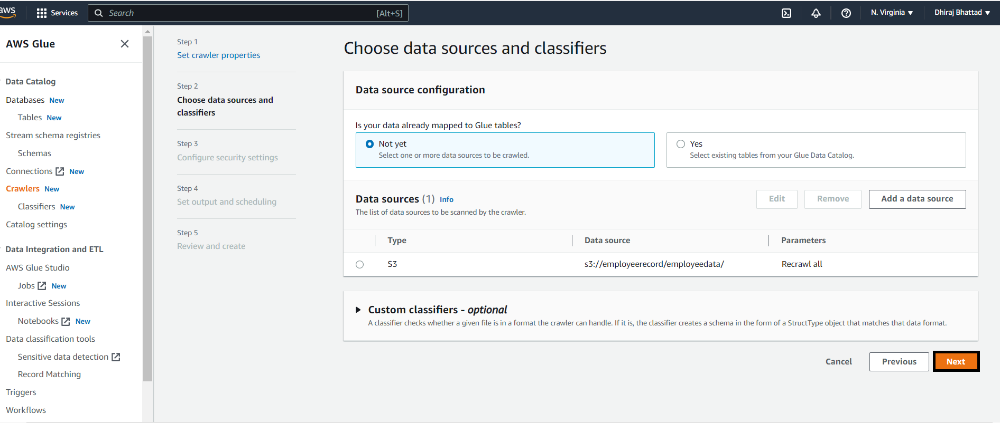 aws
Services
Search
[Alt+S]
N. Virginia
Dhiraj Bhattad
AWS Glue
Data Catalog
Databases New
Tables New
Stream schema registries
Schemas
Connections New
Crawlers New
Classifiers New
Catalog settings
Data Integration and ETL
AWS Glue Studio
Jobs New
Interactive Sessions
Notebooks New
Data classification tools
Sensitive data detection
Record Matching
Triggers
Workflows
Step 1
Set crawler properties
Step 2
Choose data sources and
classifiers
Step 3
Configure security settings
Step 4
Set output and scheduling
Step 5
Review and create
Choose data sources and classifiers
Data source configuration
Is your data already mapped to Glue tables?
Not yet
Select one or more data sources to be crawled.
Yes
Select existing tables from your Glue Data Catalog.
Data sources (1) Info
The list of data sources to be scanned by the crawler.
Edit
Remove
Add a data source
Type
Data source
Parameters
S3
s3://employeerecord/employeedata/
Recrawl all
Custom classifiers - optional
A classifier checks whether a given file is in a format the crawler can handle. If it is, the classifier creates a schema in the form of a StructType object that matches that data format.
Cancel
Previous
Next